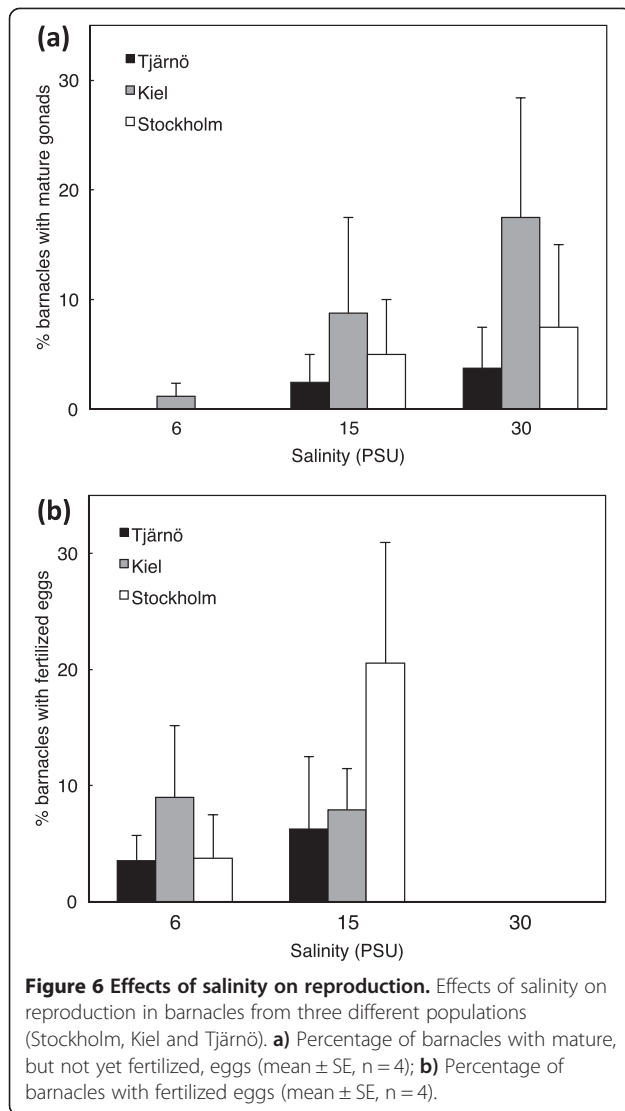 (a)
Tjärnö
Kiel
Stockholm
30
20
10
0
% barnacles with mature gonads
6 15 30
Salinity (PSU)
(b)
Tjärnö
Kiel
Stockholm
30
20
10
0
% barnacles with fertilized eggs
6 15 30
Salinity (PSU)
Figure 6 Effects of salinity on reproduction. Effects of salinity on
reproduction in barnacles from three different populations
(Stockholm, Kiel and Tjärnö). a) Percentage of barnacles with mature,
but not yet fertilized, eggs (mean ± SE, n = 4); b) Percentage of
barnacles with fertilized eggs (mean ± SE, n = 4).